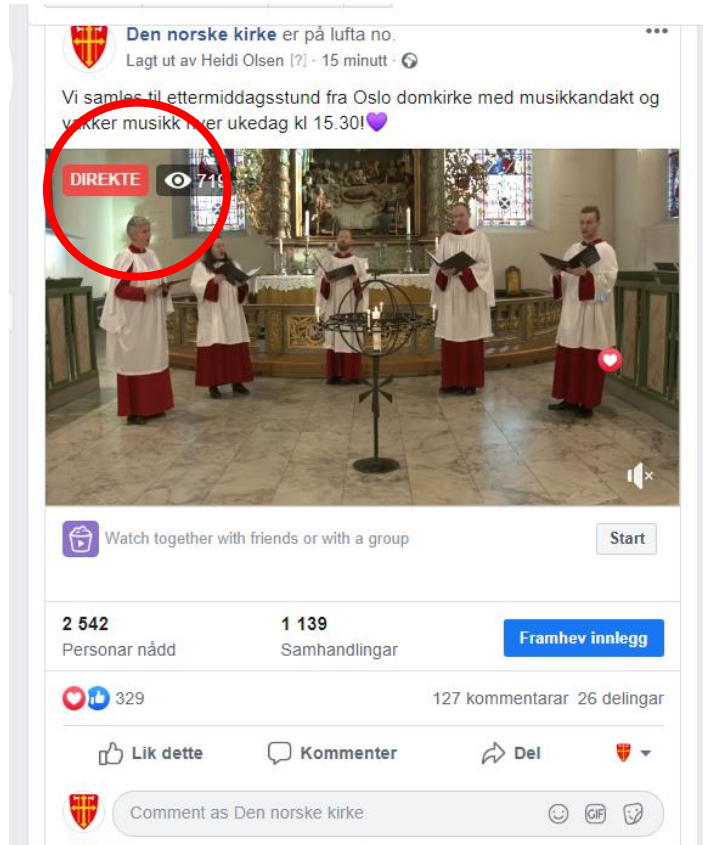 Den norske kirke er på lufta no.
Lagt ut av Heidi Olsen [?] · 15 minutt ·
Vi samles til ettermiddagsstund fra Oslo domkirke med musikkandakt og
vakker musikk hver ukedag kl 15.30!💜
DIREKTE 719
Watch together with friends or with a group
Start
2 542
Personar nådd
1 139
Samhandlingar
Framhev innlegg
329
127 kommentarar 26 delingar
Lik dette
Kommenter
Del
Comment as Den norske kirke
GIF